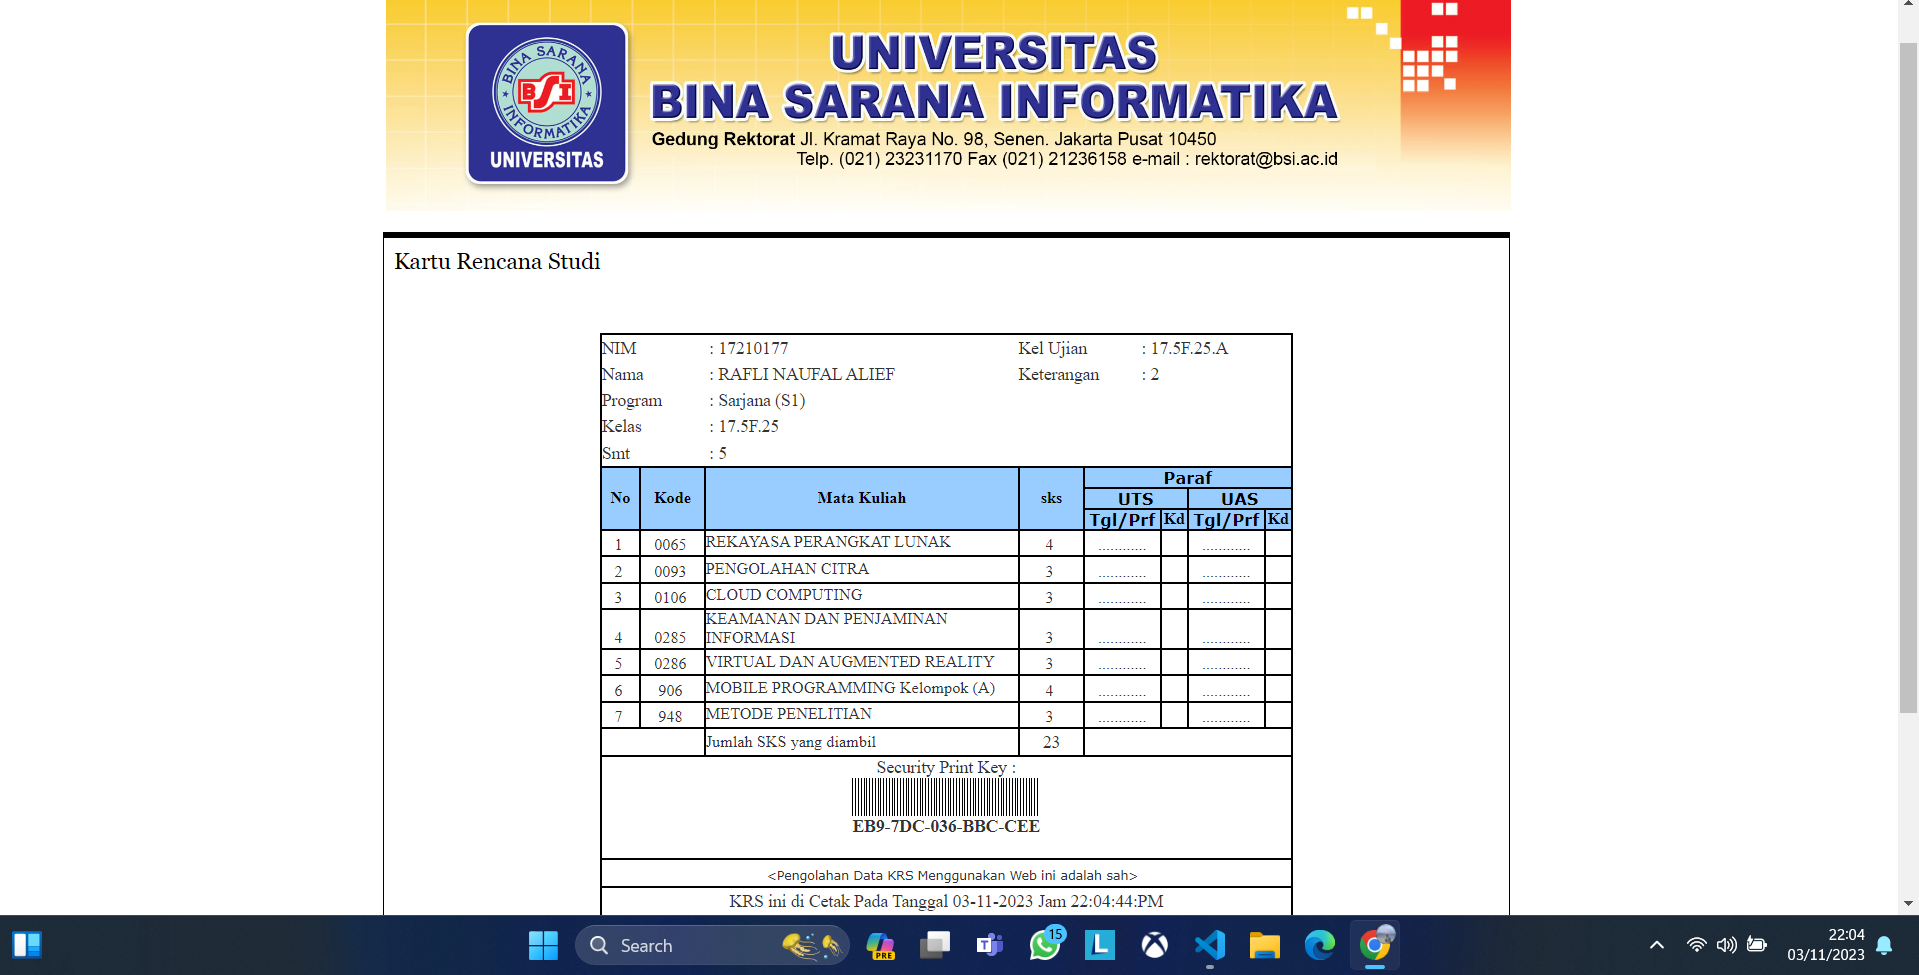 BINA SARANA
BSI
INFORMATIKA
UNIVERSITAS
UNIVERSITAS
BINA SARANA INFORMATIKA
Gedung Rektorat Jl. Kramat Raya No. 98, Senen. Jakarta Pusat 10450
Telp. (021) 23231170 Fax (021) 21236158 e-mail : rektorat@bsi.ac.id
Kartu Rencana Studi
NIM : 17210177 Kel Ujian : 17.5F.25.A
Nama : RAFLI NAUFAL ALIEF Keterangan : 2
Program : Sarjana (S1)
Kelas : 17.5F.25
Smt : 5
Paraf
No Kode Mata Kuliah sks UTS UAS
Tgl/Prf Kd Tgl/Prf Kd
1 0065 REKAYASA PERANGKAT LUNAK 4 ............ ............
2 0093 PENGOLAHAN CITRA 3 ............ ............
3 0106 CLOUD COMPUTING 3 ............ ............
KEAMANAN DAN PENJAMINAN
4 0285 INFORMASI 3 ............ ............
5 0286 VIRTUAL DAN AUGMENTED REALITY 3 ............ ............
6 906 MOBILE PROGRAMMING Kelompok (A) 4 ............ ............
7 948 METODE PENELITIAN 3 ............ ............
Jumlah SKS yang diambil 23
Security Print Key :
EB9-7DC-036-BBC-CEE
<Pengolahan Data KRS Menggunakan Web ini adalah sah>
KRS ini di Cetak Pada Tanggal 03-11-2023 Jam 22:04:44:PM
Search
PRE
T
15
L
22:04
03/11/2023